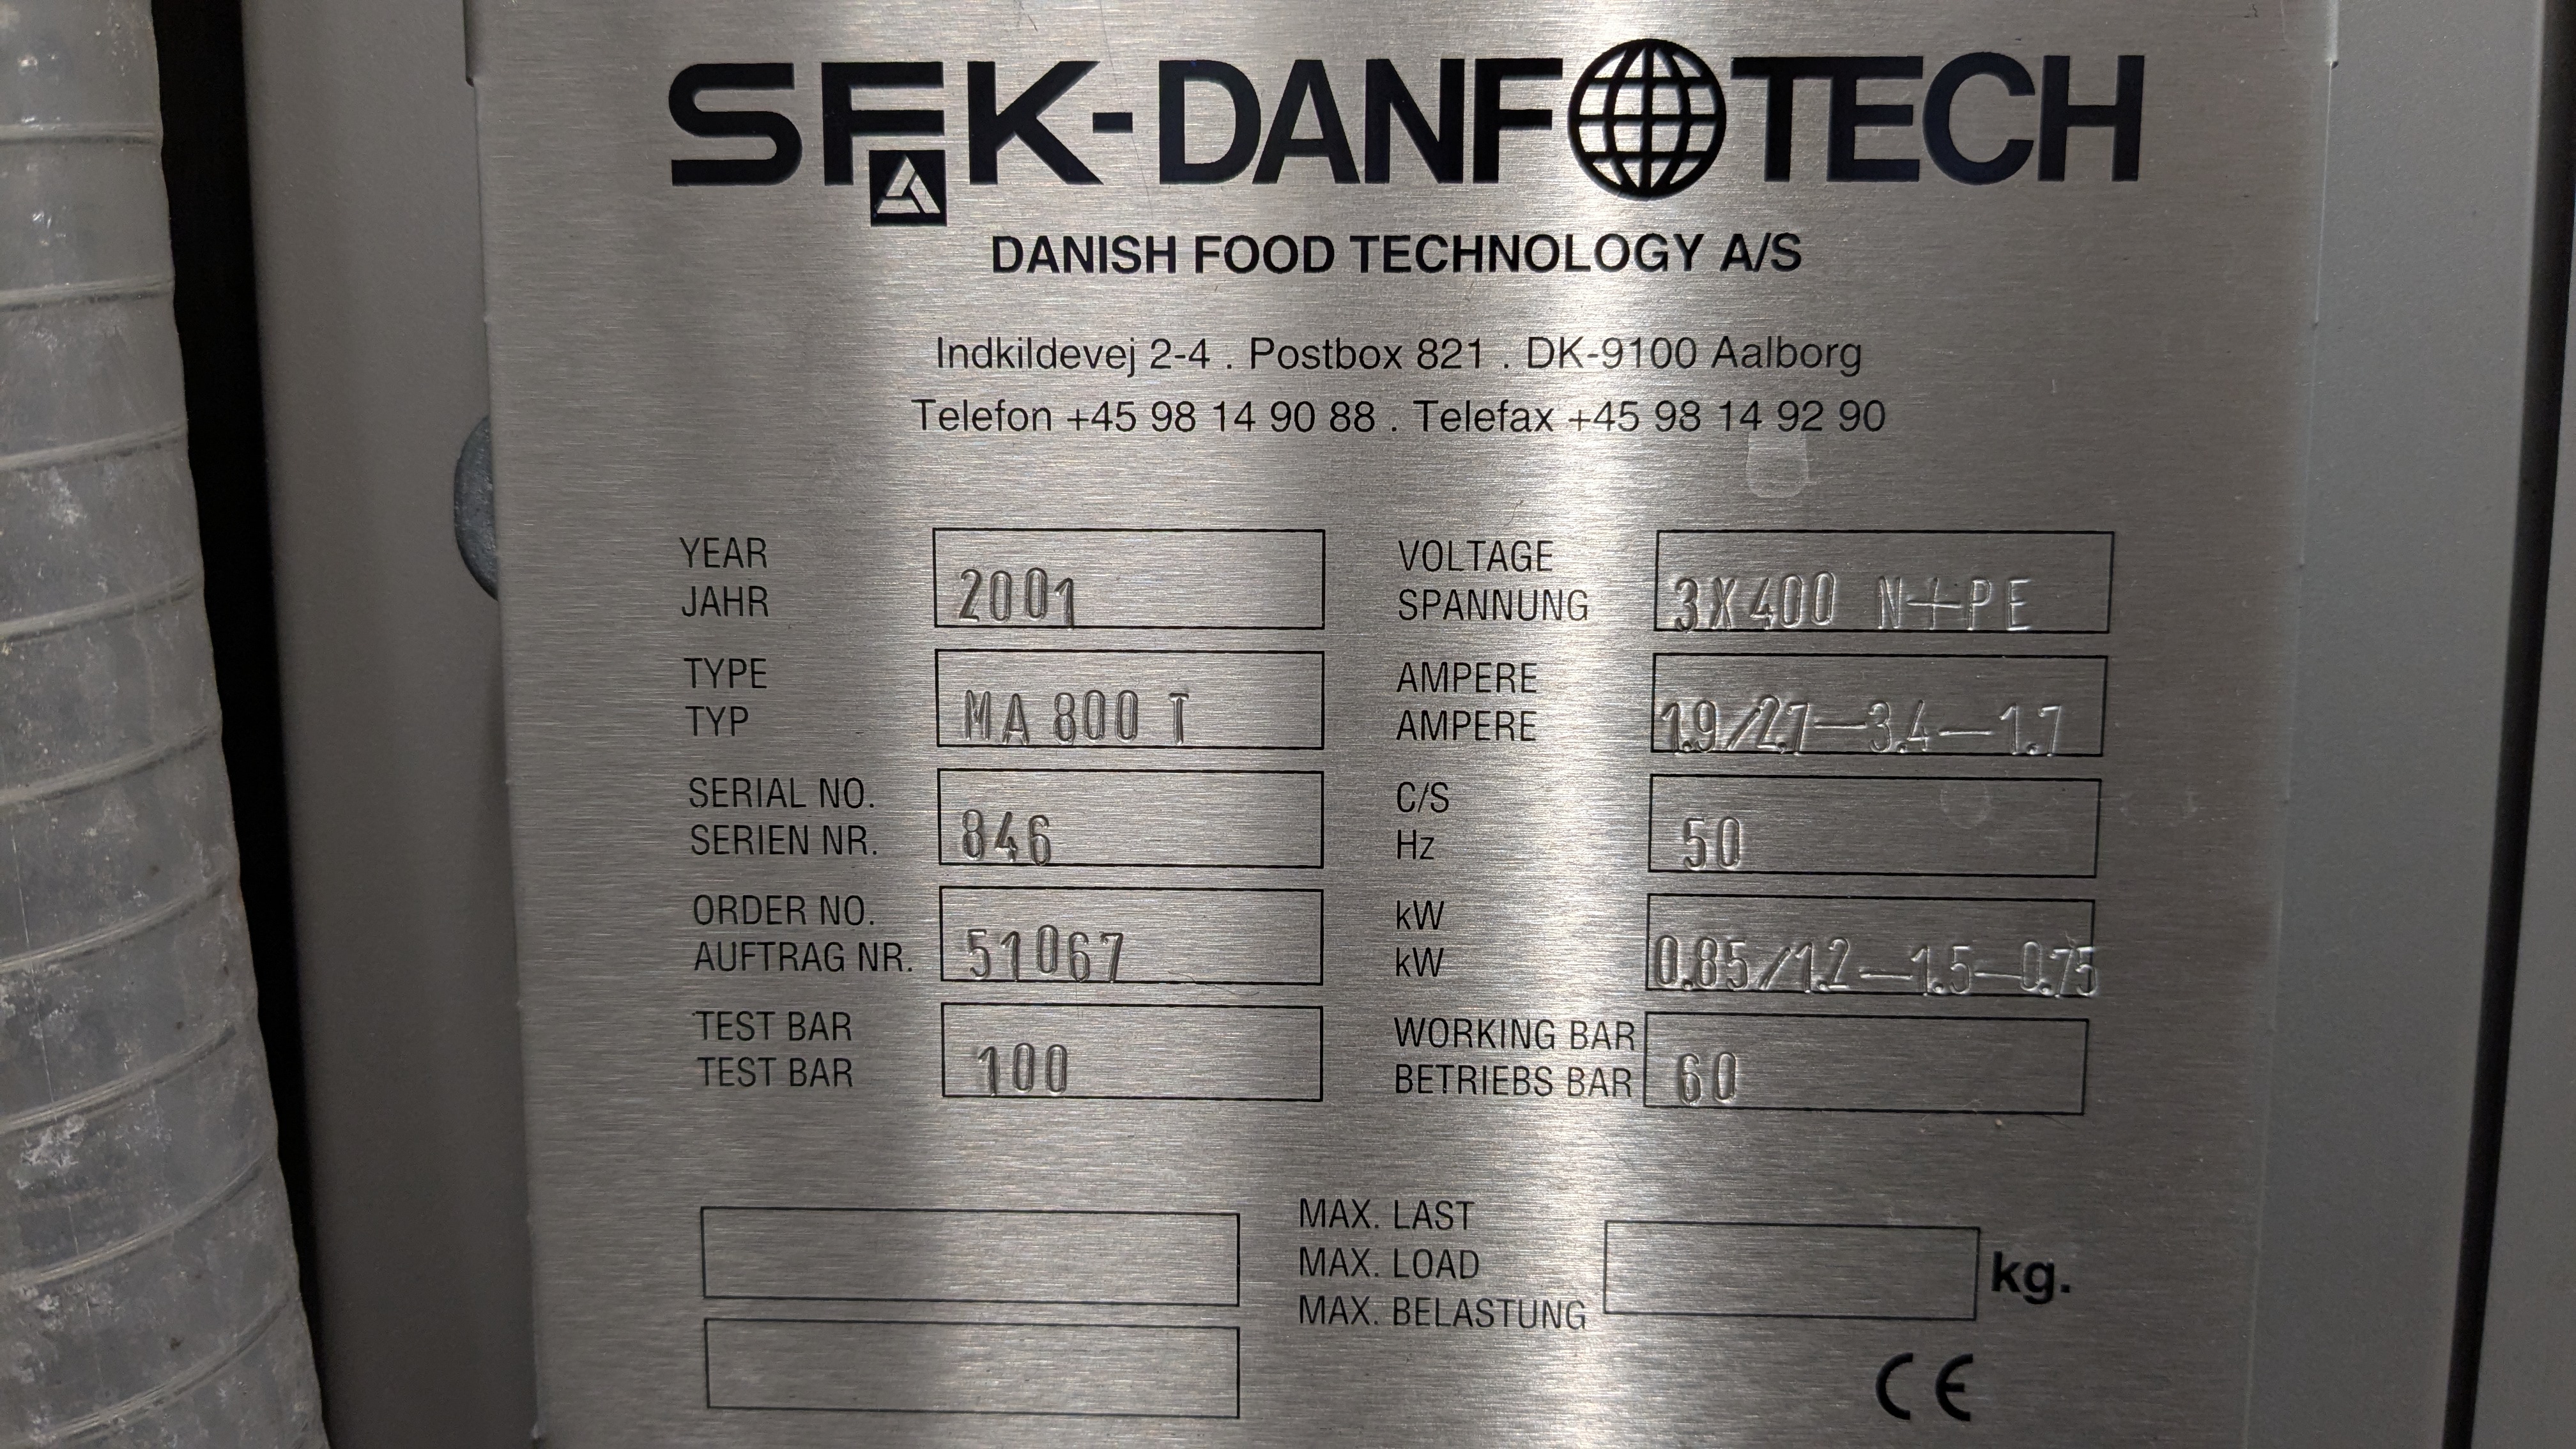 SFK-DANFOTECH
DANISH FOOD TECHNOLOGY A/S
Indkildevej 2-4 . Postbox 821 . DK-9100 Aalborg
Telefon +45 98 14 90 88 . Telefax +45 98 14 92 90
YEAR
JAHR
2001
VOLTAGE
SPANNUNG
3X400 N+PE
TYPE
TYP
MA 800 T
AMPERE
AMPERE
1.9/2.7-3.4-1.7
SERIAL NO.
SERIEN NR.
846
C/S
Hz
50
ORDER NO.
AUFTRAG NR.
51067
kW
kW
0.85/1.2-1.5-0.75
TEST BAR
TEST BAR
100
WORKING BAR
BETRIEBS BAR
60
MAX. LAST
MAX. LOAD
MAX. BELASTUNG
kg.
CE